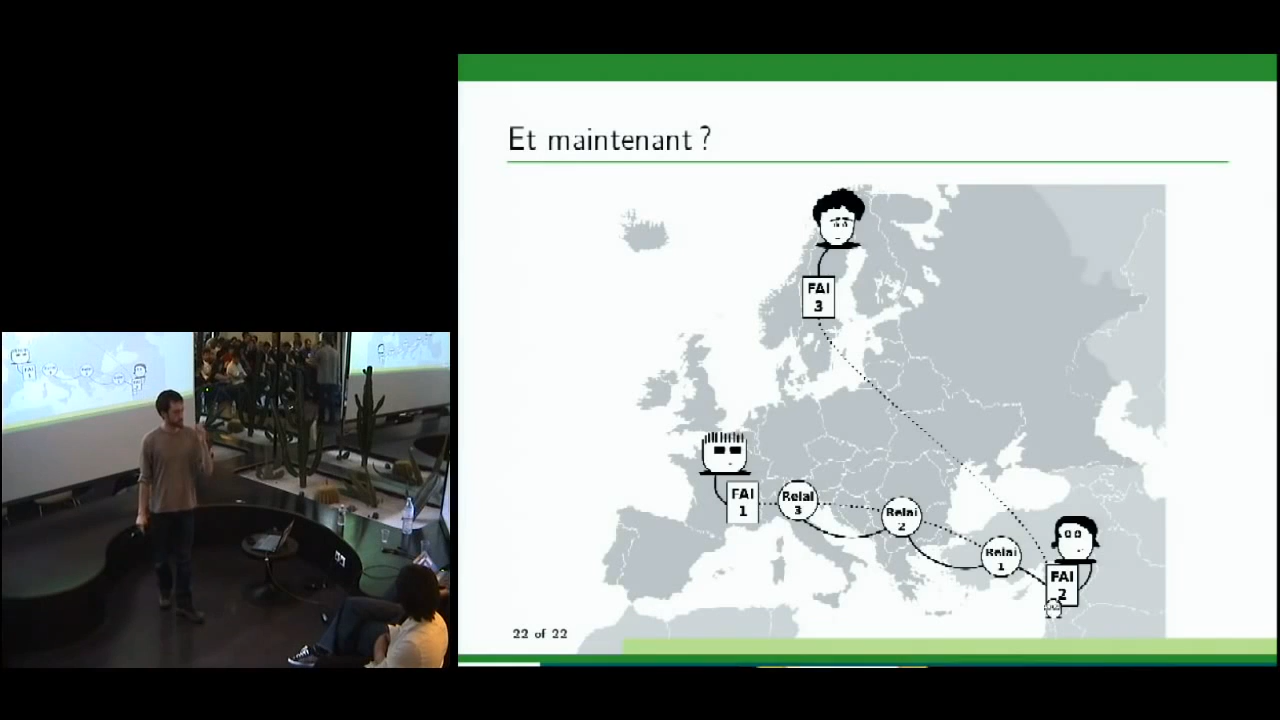 Et maintenant ?
FAI
3
FAI
1
Relai
3
Relai
2
Relai
1
FAI
2
22 of 22